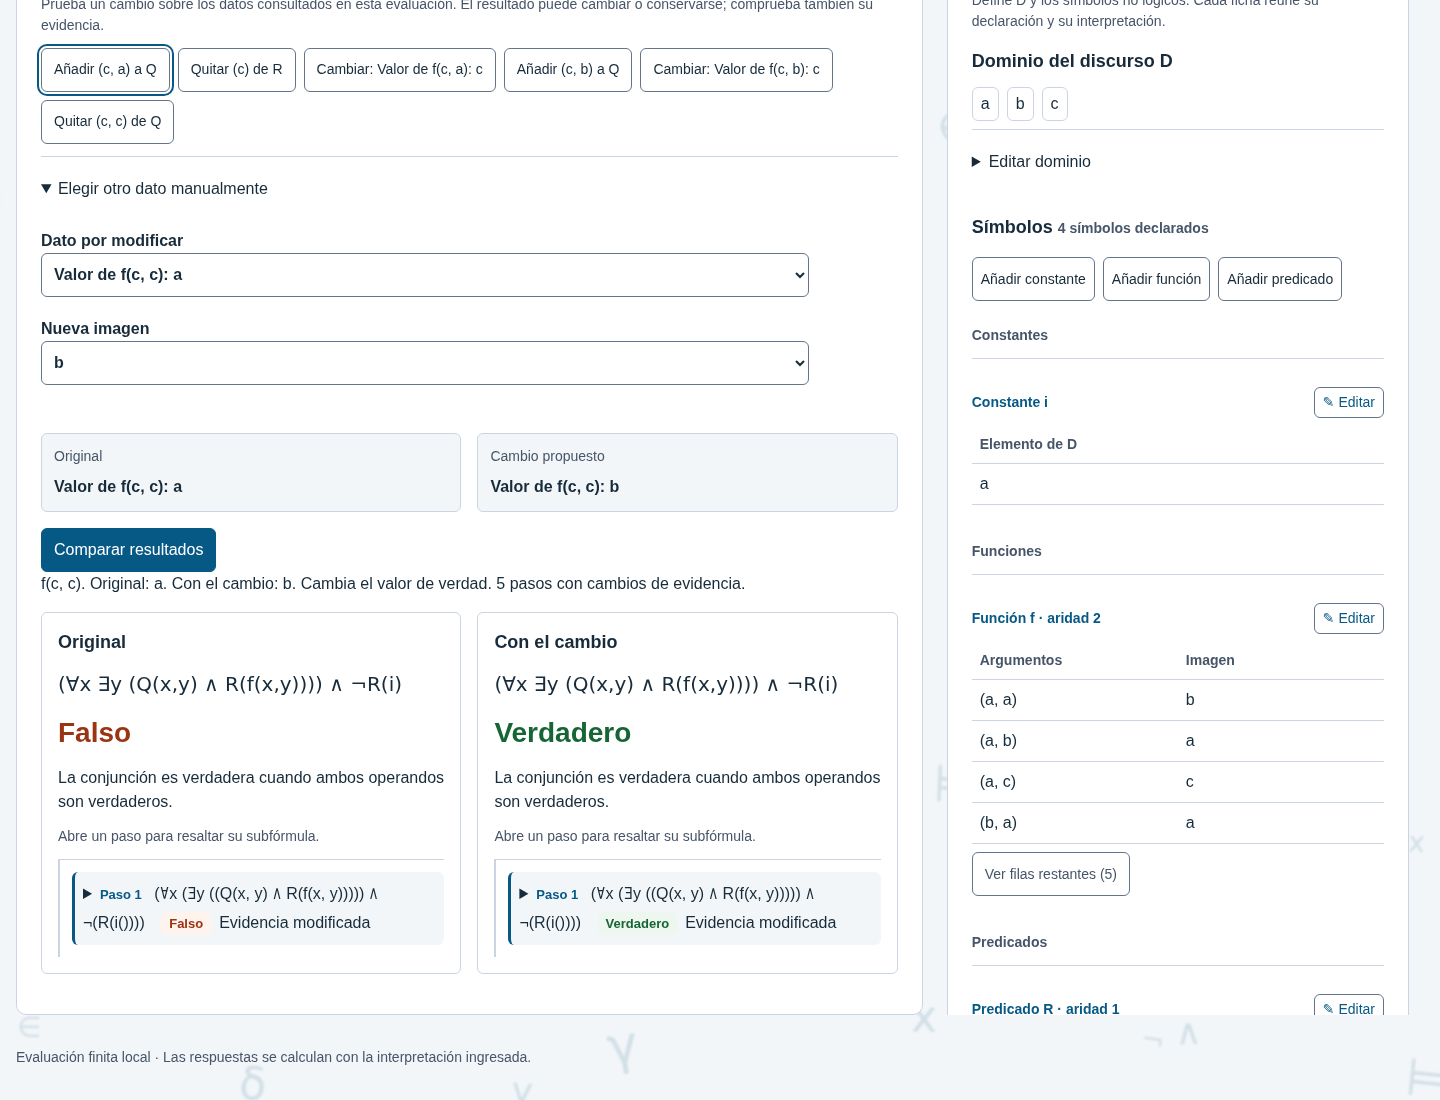 Prueba un cambio sobre los datos consultados en esta evaluación. El resultado puede cambiar o conservarse; comprueba también su
evidencia.
Añadir (c, a) a Q
Quitar (c) de R
Cambiar: Valor de f(c, a): c
Añadir (c, b) a Q
Cambiar: Valor de f(c, b): c
Quitar (c, c) de Q
▼ Elegir otro dato manualmente
Dato por modificar
Valor de f(c, c): a
Nueva imagen
b
Original
Valor de f(c, c): a
Cambio propuesto
Valor de f(c, c): b
Comparar resultados
f(c, c). Original: a. Con el cambio: b. Cambia el valor de verdad. 5 pasos con cambios de evidencia.
Original
(∀x ∃y (Q(x,y) ∧ R(f(x,y)))) ∧ ¬R(i)
Falso
La conjunción es verdadera cuando ambos operandos
son verdaderos.
Abre un paso para resaltar su subfórmula.
▶ Paso 1 (∀x (∃y ((Q(x, y) ∧ R(f(x, y))))) ∧
¬(R(i()))) Falso Evidencia modificada
Con el cambio
(∀x ∃y (Q(x,y) ∧ R(f(x,y)))) ∧ ¬R(i)
Verdadero
La conjunción es verdadera cuando ambos operandos
son verdaderos.
Abre un paso para resaltar su subfórmula.
▶ Paso 1 (∀x (∃y ((Q(x, y) ∧ R(f(x, y))))) ∧
¬(R(i()))) Verdadero Evidencia modificada
Define D y los símbolos no lógicos. Cada ficha reúne su
declaración y su interpretación.
Dominio del discurso D
a b c
▶ Editar dominio
Símbolos 4 símbolos declarados
Añadir constante
Añadir función
Añadir predicado
Constantes
Constante i
✎ Editar
Elemento de D
a
Funciones
Función f · aridad 2
✎ Editar
Argumentos Imagen
(a, a) b
(a, b) a
(a, c) c
(b, a) a
Ver filas restantes (5)
Predicados
Predicado R · aridad 1
✎ Editar
Evaluación finita local · Las respuestas se calculan con la interpretación ingresada.